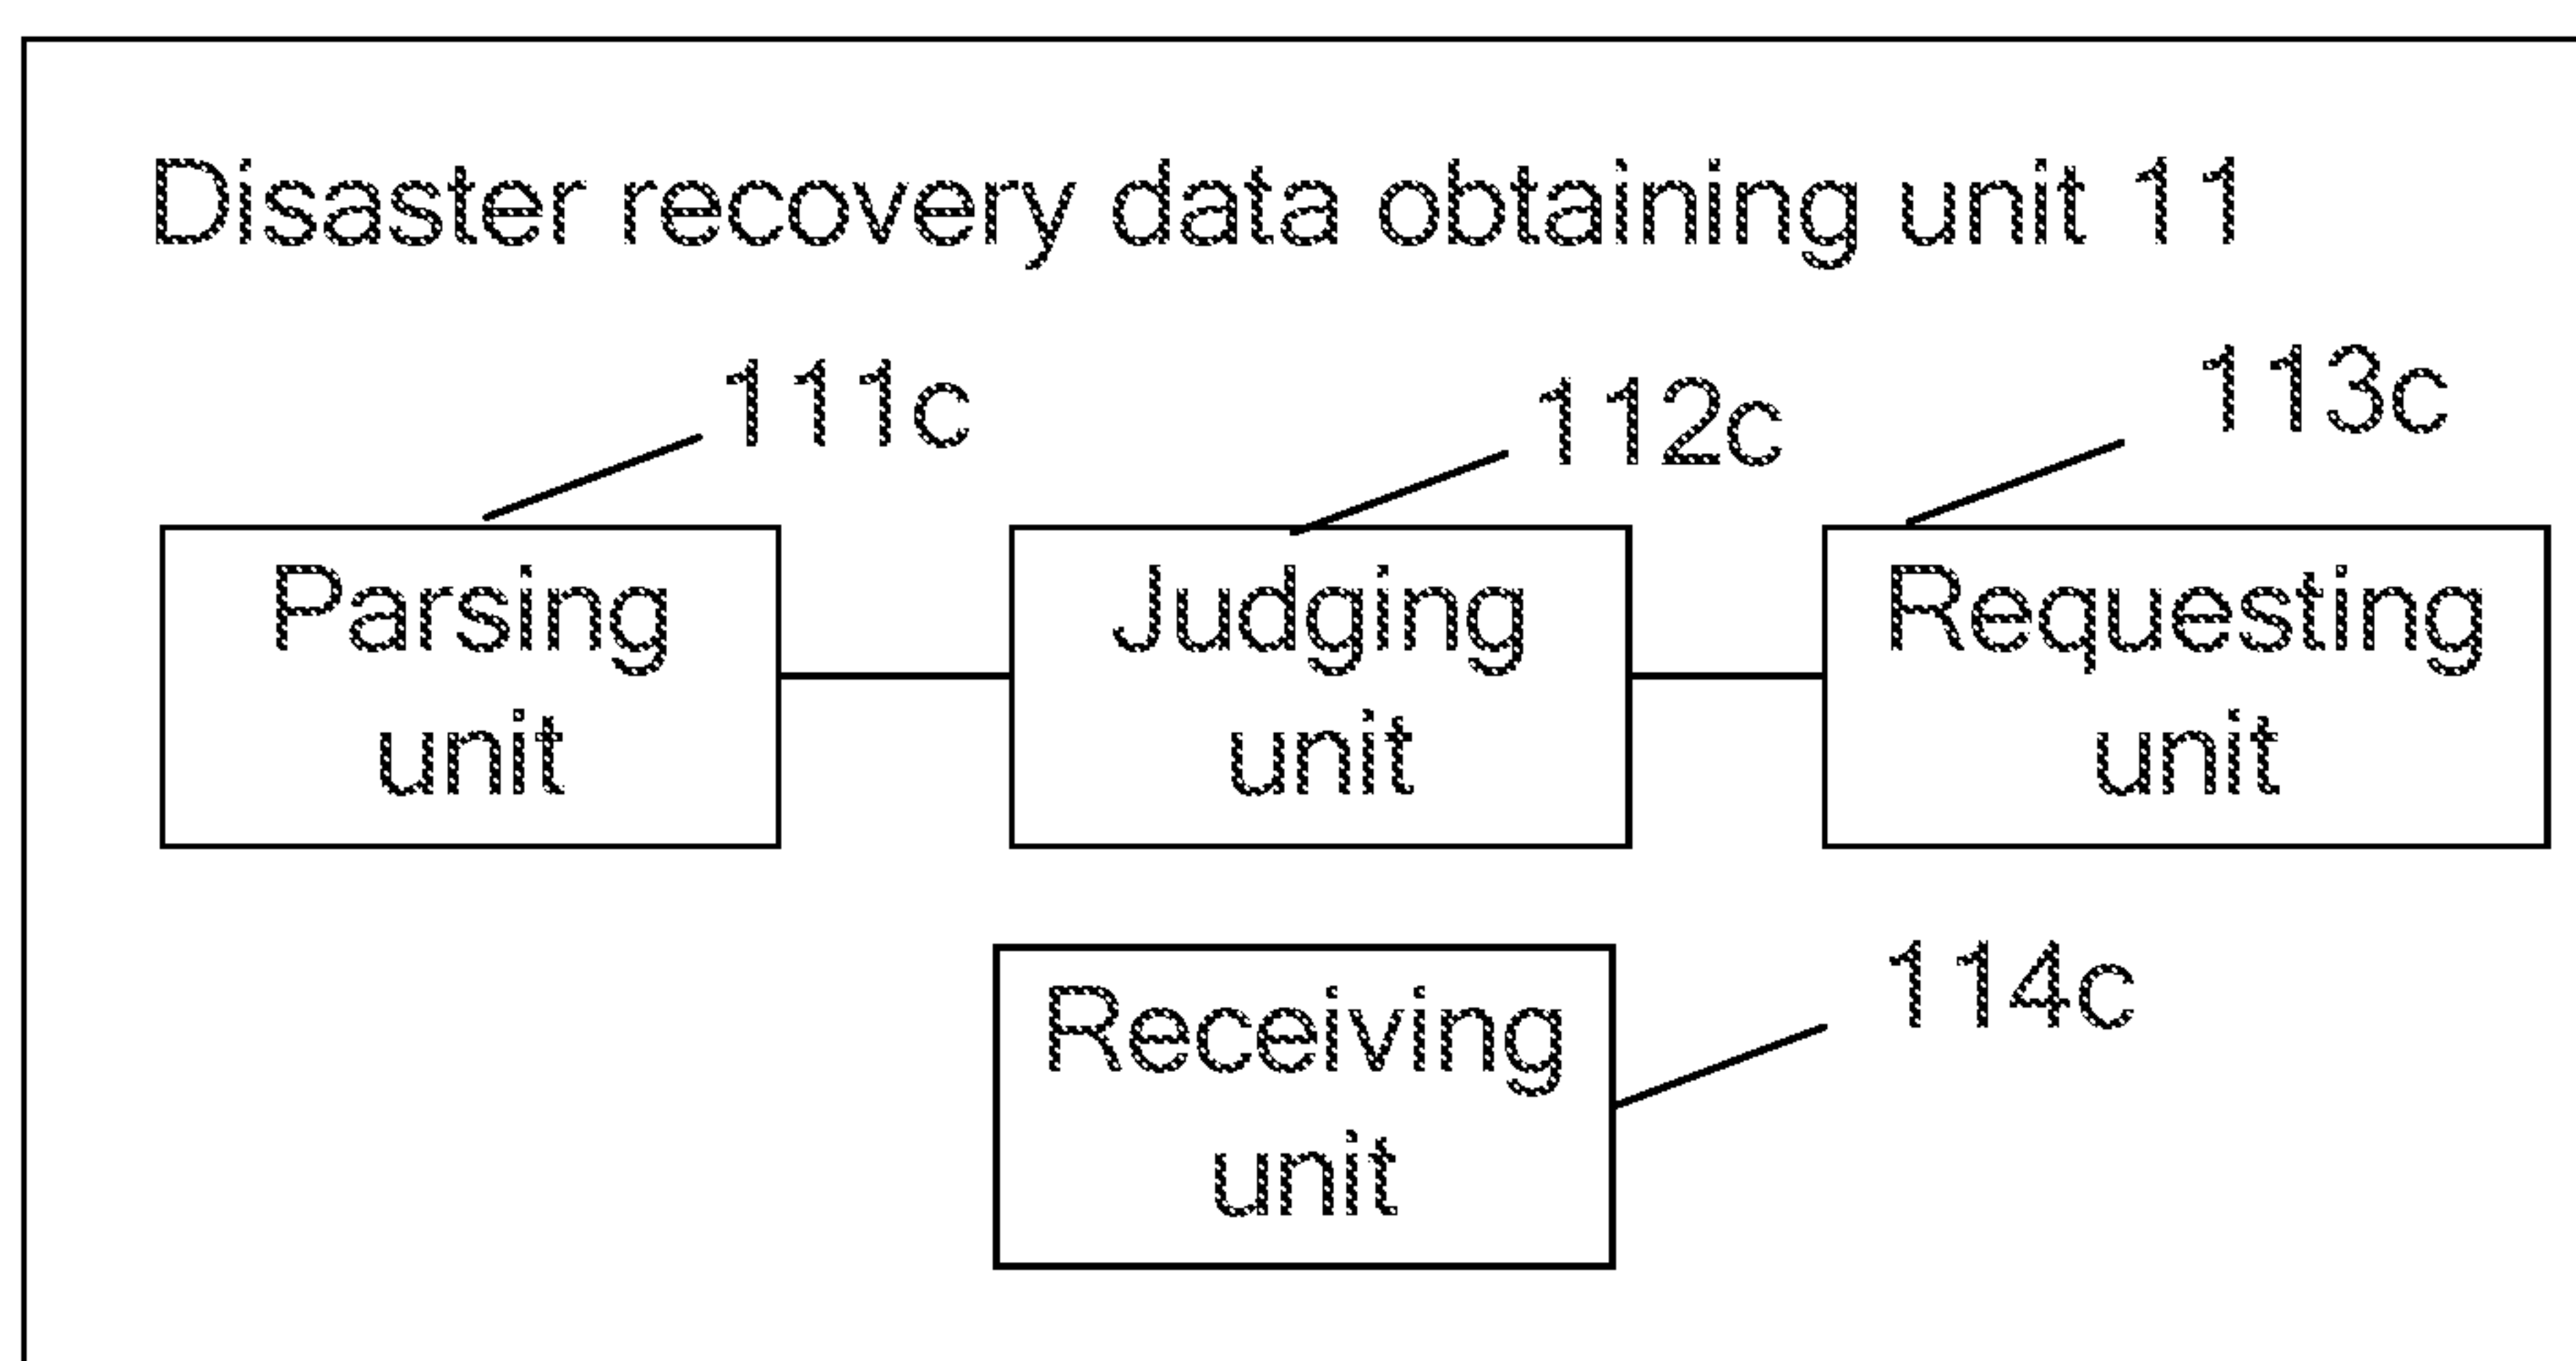 Disaster recovery data obtaining unit 11
111c
112c
113c
Parsing
unit
Judging
unit
Requesting
unit
114c
Receiving
unit